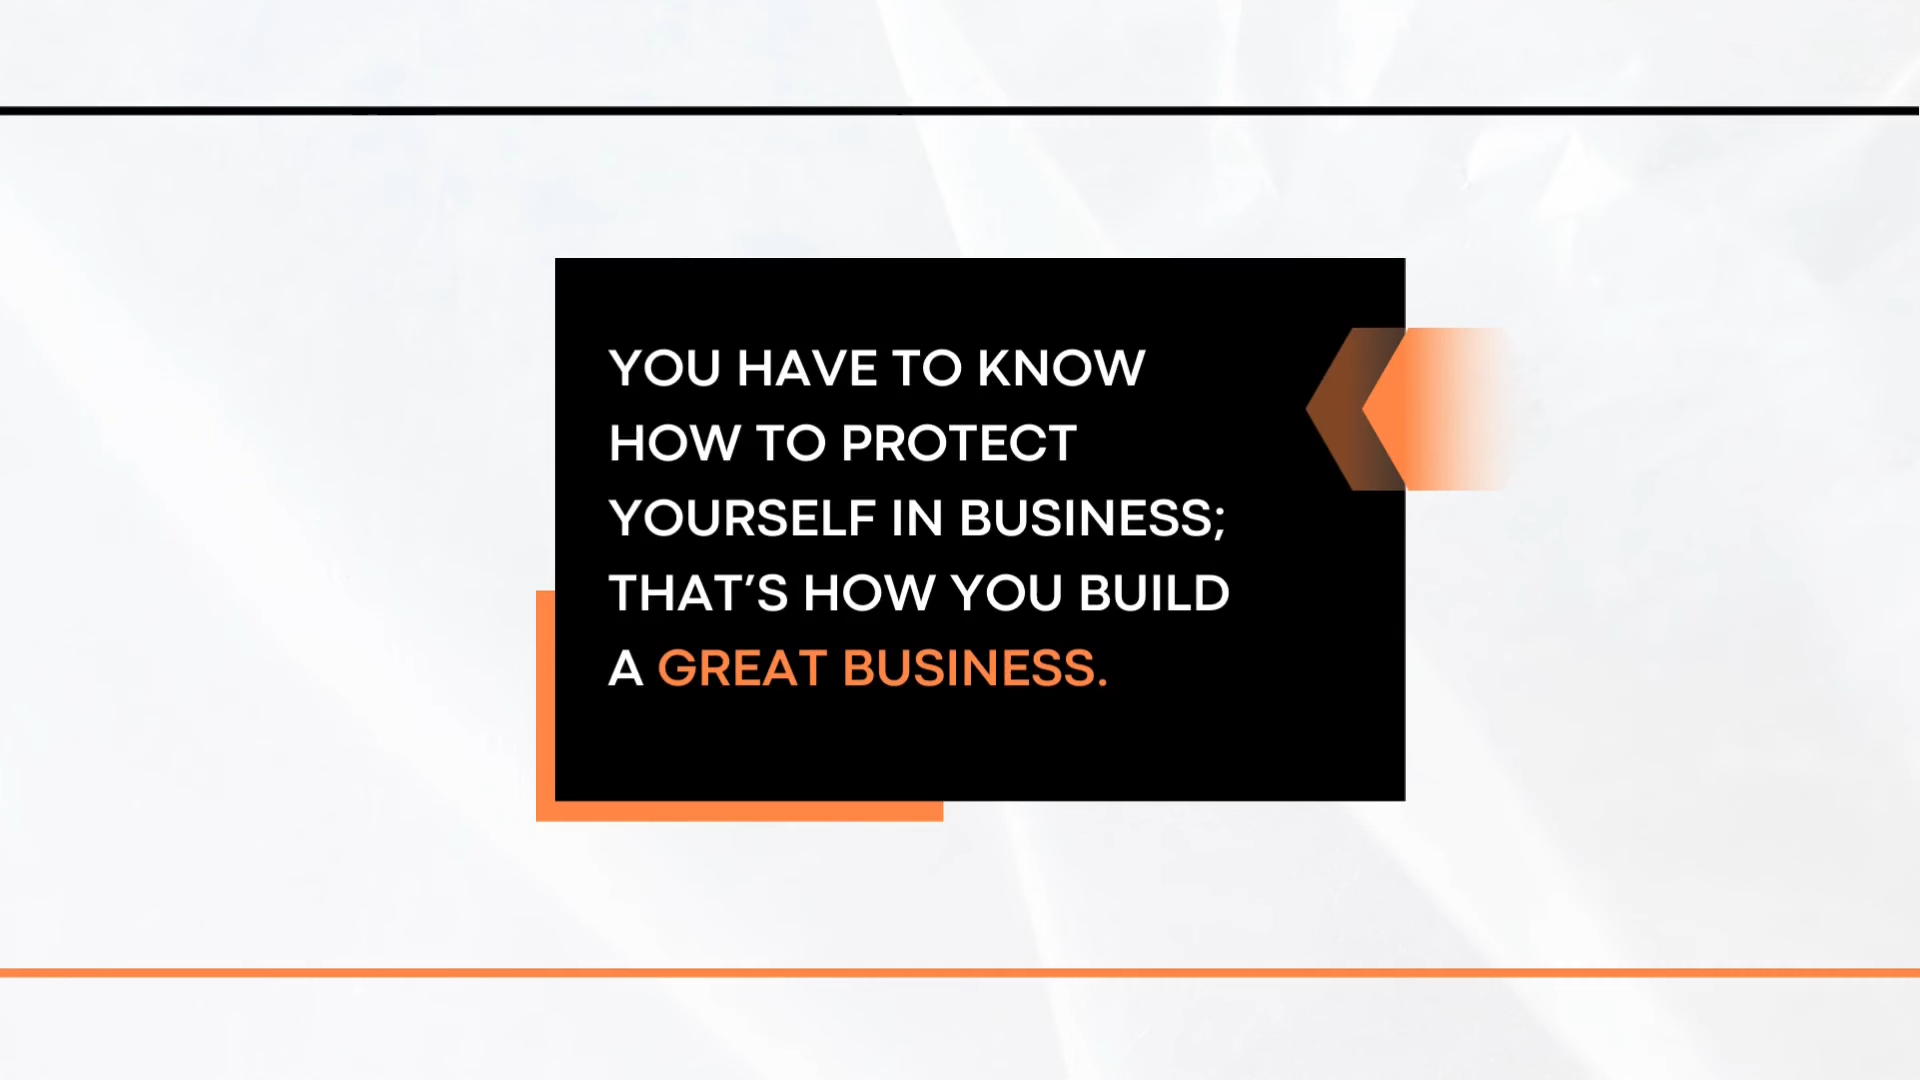 YOU HAVE TO KNOW
HOW TO PROTECT
YOURSELF IN BUSINESS;
THAT’S HOW YOU BUILD
A GREAT BUSINESS.